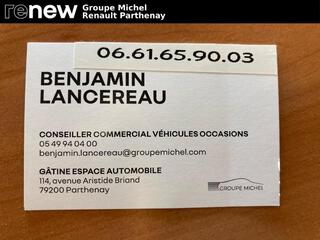 renew
Groupe Michel
Renault Parthenay
06.61.65.90.03
BENJAMIN
LANCEREAU
CONSEILLER COMMERCIAL VÉHICULES OCCASIONS
05 49 94 04 00
benjamin.lancereau@groupemichel.com
GÂTINE ESPACE AUTOMOBILE
114, avenue Aristide Briand
79200 Parthenay
GROUPE MICHEL